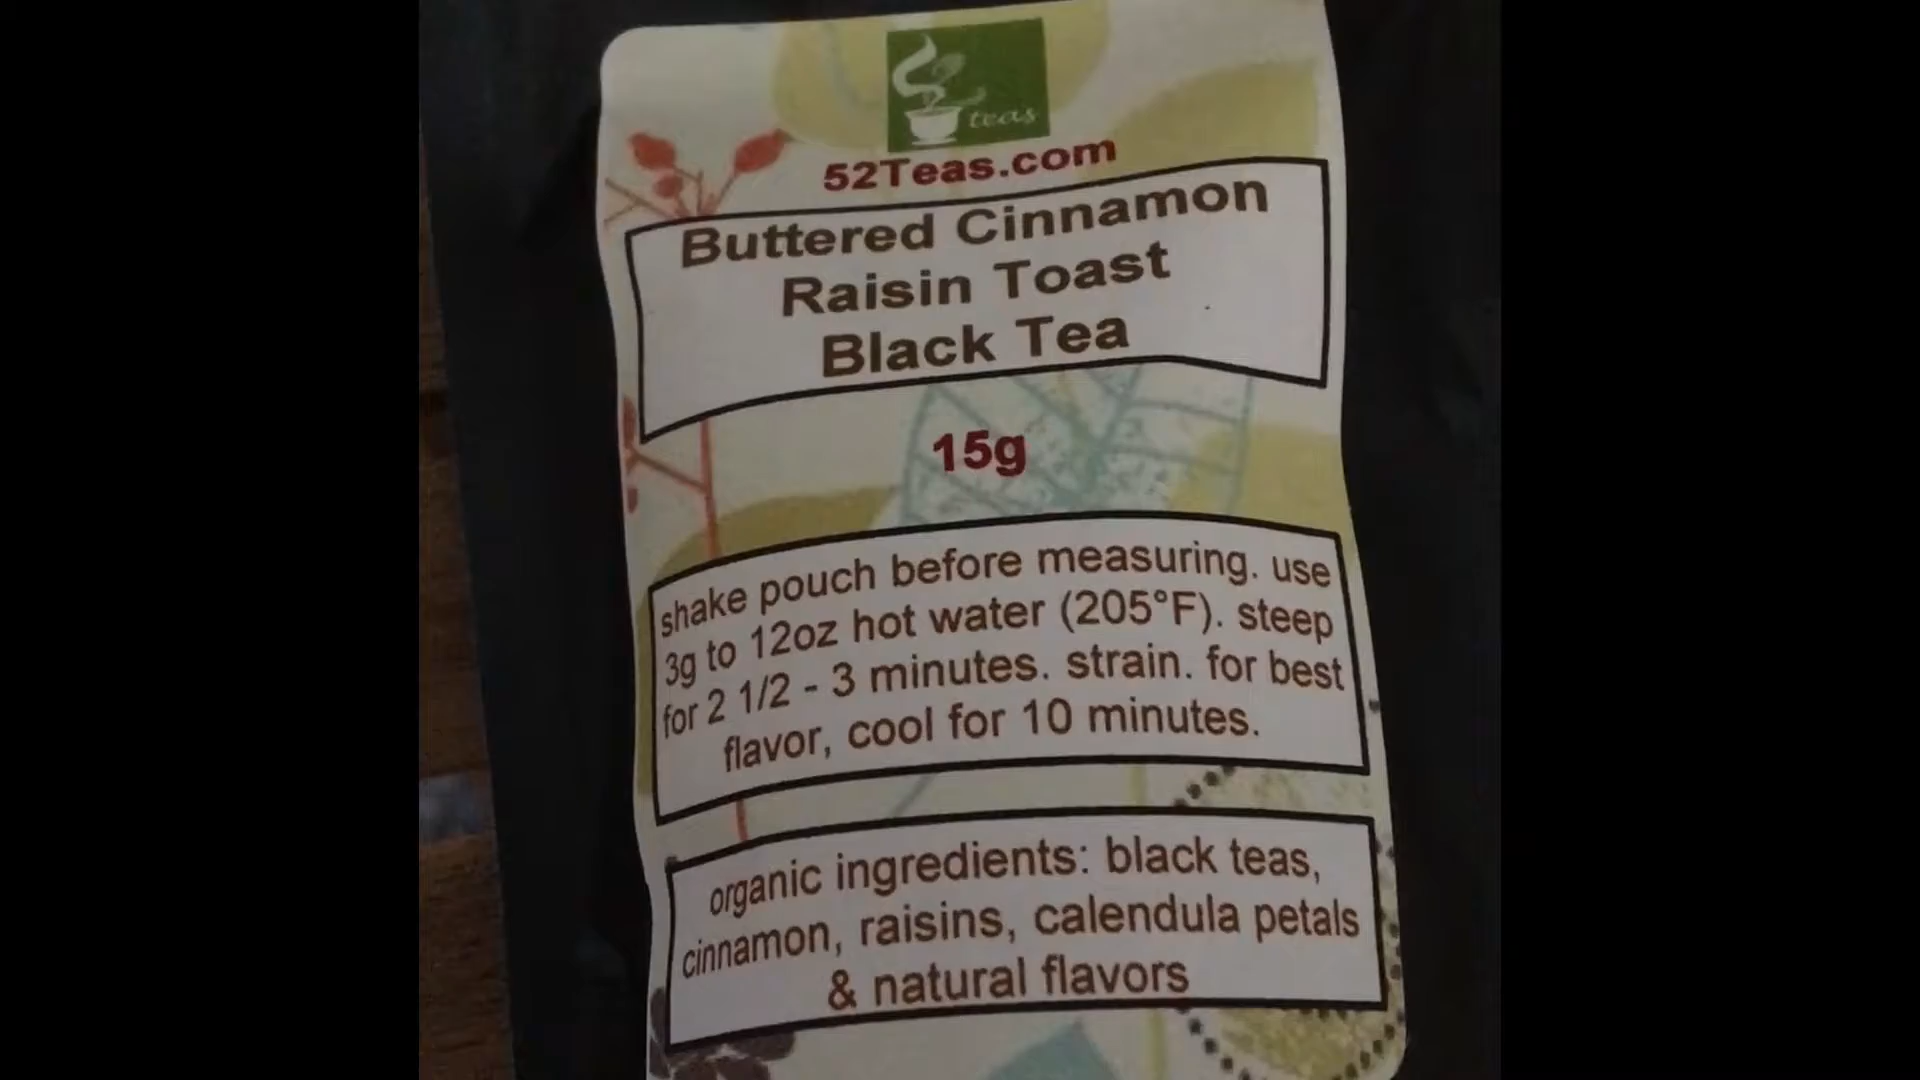 teas
52Teas.com
Buttered Cinnamon
Raisin Toast
Black Tea
15g
shake pouch before measuring. use
3g to 12oz hot water (205°F). steep
for 2 1/2 - 3 minutes. strain. for best
flavor, cool for 10 minutes.
organic ingredients: black teas,
cinnamon, raisins, calendula petals
& natural flavors